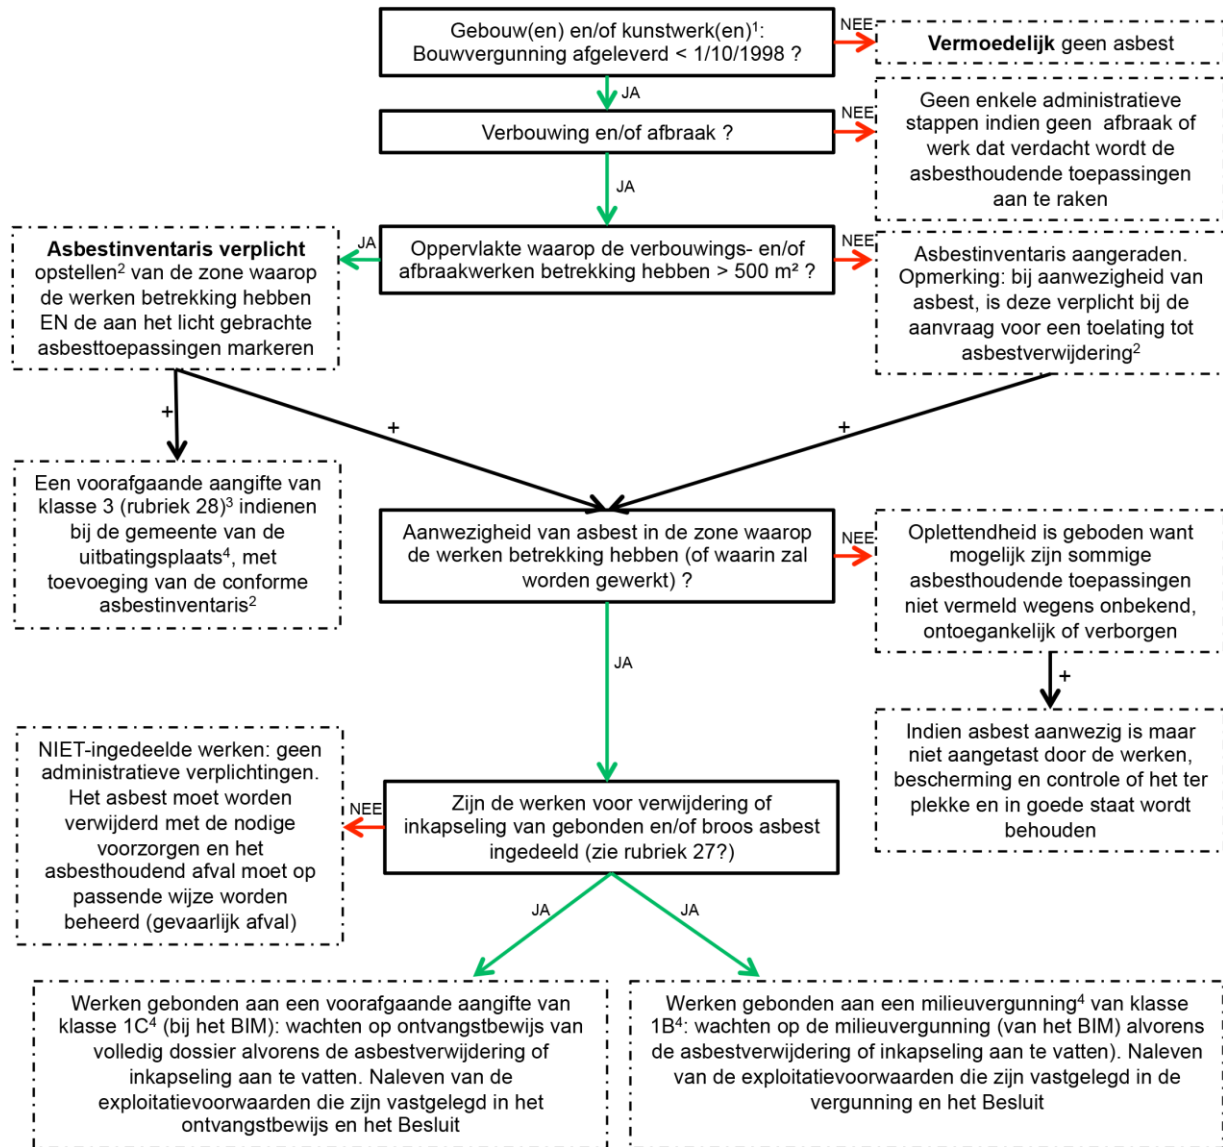 Gebouw(en) en/of kunstwerk(en)¹:
Bouwvergunning afgeleverd < 1/10/1998 ?
NEE
Vermoedelijk geen asbest
JA
Verbouwing en/of afbraak ?
NEE
Geen enkele administratieve
stappen indien geen afbraak of
werk dat verdacht wordt de
asbesthoudende toepassingen
aan te raken
JA
Oppervlakte waarop de verbouwings- en/of
afbraakwerken betrekking hebben > 500 m² ?
JA
Asbestinventaris verplicht
opstellen² van de zone waarop
de werken betrekking hebben
EN de aan het licht gebrachte
asbesttoepassingen markeren
NEE
Asbestinventaris aangeraden.
Opmerking: bij aanwezigheid van
asbest, is deze verplicht bij de
aanvraag voor een toelating tot
asbestverwijdering²
+
+
+
Een voorafgaande aangifte van
klasse 3 (rubriek 28)³ indienen
bij de gemeente van de
uitbatingsplaats⁴, met
toevoeging van de conforme
asbestinventaris²
Aanwezigheid van asbest in de zone waarop
de werken betrekking hebben (of waarin zal
worden gewerkt) ?
NEE
Oplettendheid is geboden want
mogelijk zijn sommige
asbesthoudende toepassingen
niet vermeld wegens onbekend,
ontoegankelijk of verborgen
JA
+
Indien asbest aanwezig is maar
niet aangetast door de werken,
bescherming en controle of het ter
plekke en in goede staat wordt
behouden
NIET-ingedeelde werken: geen
administratieve verplichtingen.
Het asbest moet worden
verwijderd met de nodige
voorzorgen en het
asbesthoudend afval moet op
passende wijze worden
beheerd (gevaarlijk afval)
NEE
Zijn de werken voor verwijdering of
inkapseling van gebonden en/of broos asbest
ingedeeld (zie rubriek 27?)
JA
JA
Werken gebonden aan een voorafgaande aangifte van
klasse 1C⁴ (bij het BIM): wachten op ontvangstbewijs van
volledig dossier alvorens de asbestverwijdering of
inkapseling aan te vatten. Naleven van de
exploitatievoorwaarden die zijn vastgelegd in het
ontvangstbewijs en het Besluit
Werken gebonden aan een milieuvergunning⁴ van klasse
1B⁴: wachten op de milieuvergunning (van het BIM) alvorens
de asbestverwijdering of inkapseling aan te vatten). Naleven
van de exploitatievoorwaarden die zijn vastgelegd in de
vergunning en het Besluit